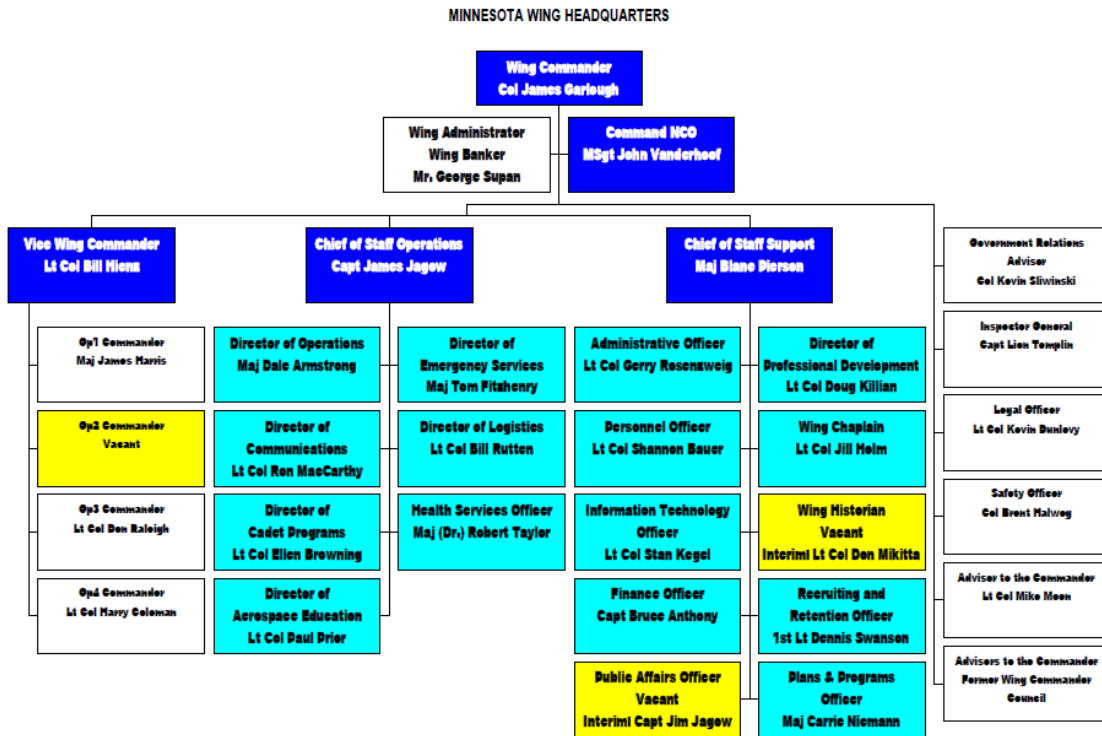 MINNESOTA WING HEADQUARTERS
Wing Commander
Col James Garlough
Wing Administrator
Wing Banker
Mr. George Supan
Command NCO
MSgt John Vanderhoof
Vice Wing Commander
Lt Col Bill Hienz
Chief of Staff Operations
Capt James Jagow
Chief of Staff Support
Maj Blane Pierson
Government Relations
Advisor
Col Kevin Sliwinski
Gp1 Commander
Maj James Harris
Director of Operations
Maj Dale Armstrong
Director of
Emergency Services
Maj Tom Fitzhenry
Administrative Officer
Lt Col Gerry Rosenzweig
Director of
Professional Development
Lt Col Doug Killian
Inspector General
Capt Lion Templin
Gp2 Commander
Vacant
Director of
Communications
Lt Col Ron MacCarthy
Director of Logistics
Lt Col Bill Rutten
Personnel Officer
Lt Col Shannon Bauer
Wing Chaplain
Lt Col Jill Holm
Legal Officer
Lt Col Kevin Dunlevy
Gp3 Commander
Lt Col Don Raleigh
Director of
Cadet Programs
Lt Col Ellen Browning
Health Services Officer
Maj (Dr.) Robert Taylor
Information Technology
Officer
Lt Col Stan Kegel
Wing Historian
Vacant
Interim: Lt Col Don Mikitta
Safety Officer
Col Brent Halweg
Gp4 Commander
Lt Col Harry Coleman
Director of
Aerospace Education
Lt Col Paul Prior
Finance Officer
Capt Bruce Anthony
Recruiting and
Retention Officer
1st Lt Dennis Swanson
Advisor to the Commander
Lt Col Mike Moen
Public Affairs Officer
Vacant
Interim: Capt Jim Jagow
Plans & Programs
Officer
Maj Carrie Niemann
Advisors to the Commander
Former Wing Commander
Council